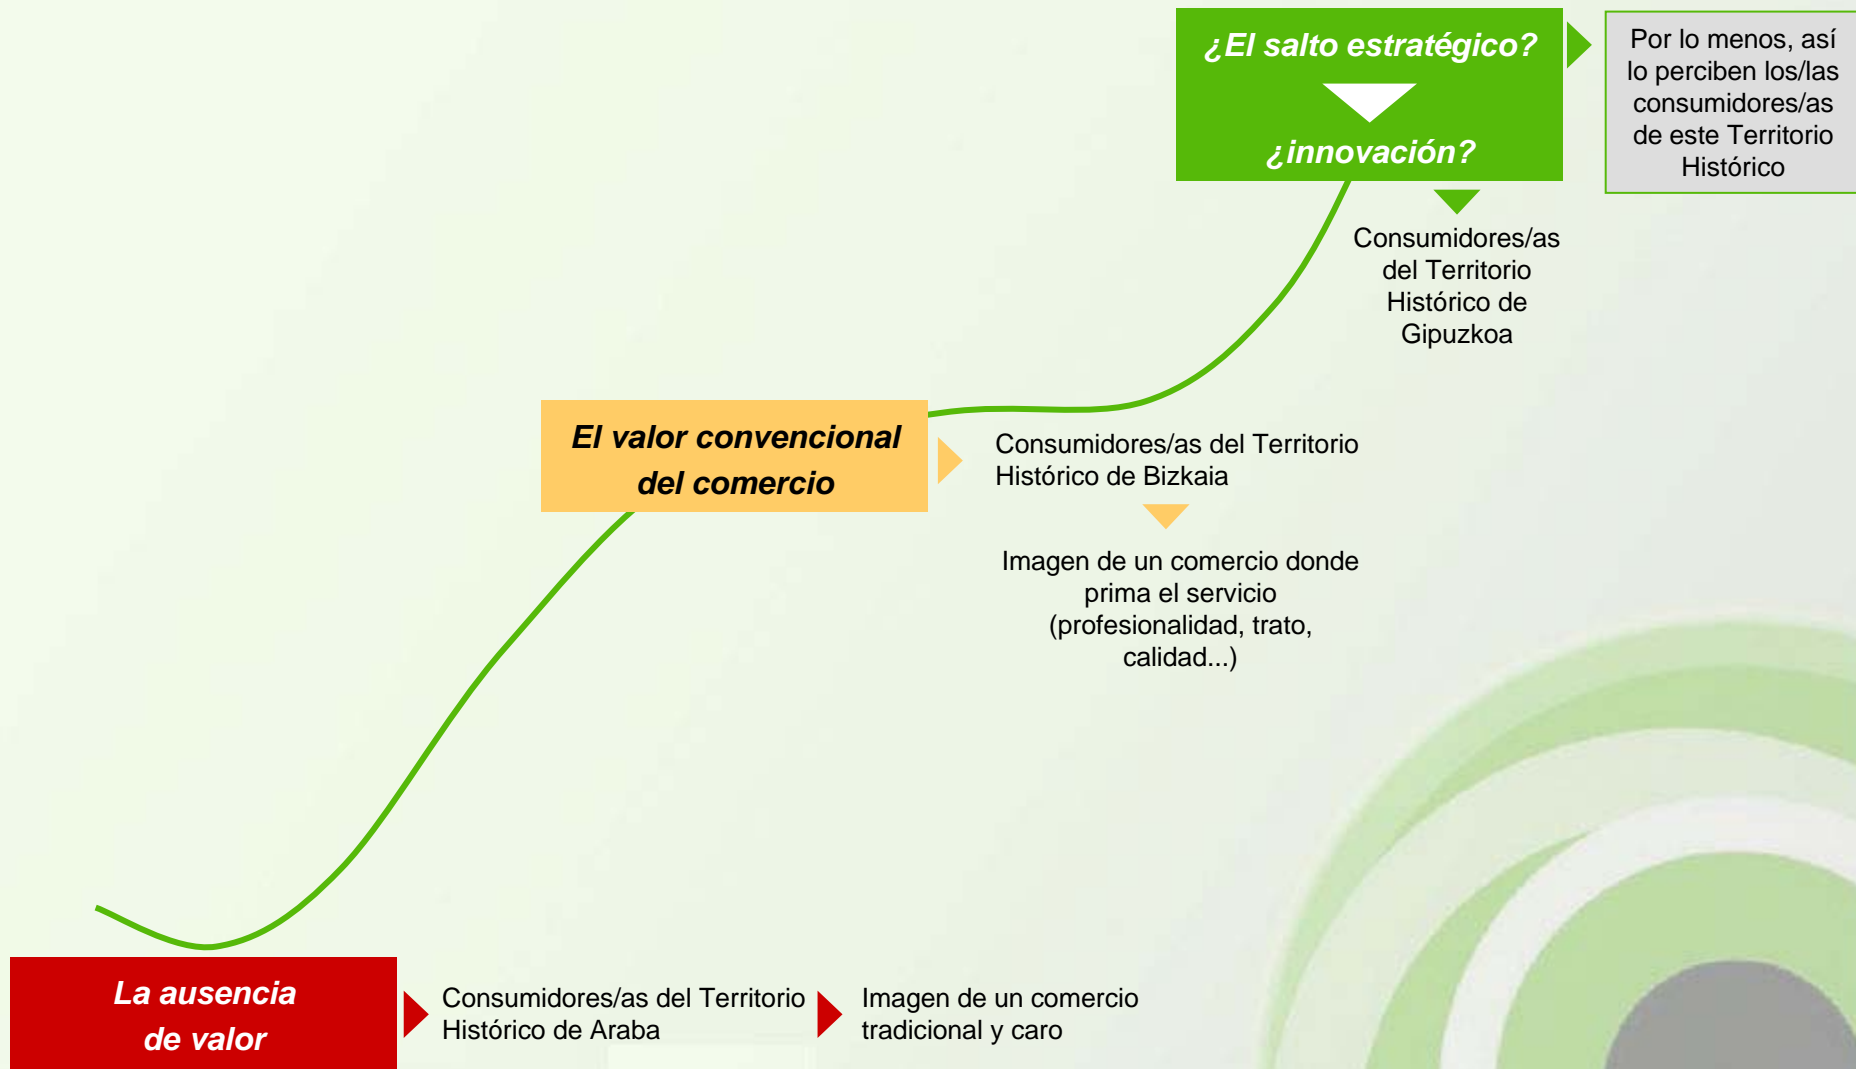 ¿El salto estratégico?
¿innovación?
Por lo menos, así
lo perciben los/las
consumidores/as
de este Territorio
Histórico
Consumidores/as
del Territorio
Histórico de
Gipuzkoa
El valor convencional
del comercio
Consumidores/as del Territorio
Histórico de Bizkaia
Imagen de un comercio donde
prima el servicio
(profesionalidad, trato,
calidad...)
La ausencia
de valor
Consumidores/as del Territorio
Histórico de Araba
Imagen de un comercio
tradicional y caro